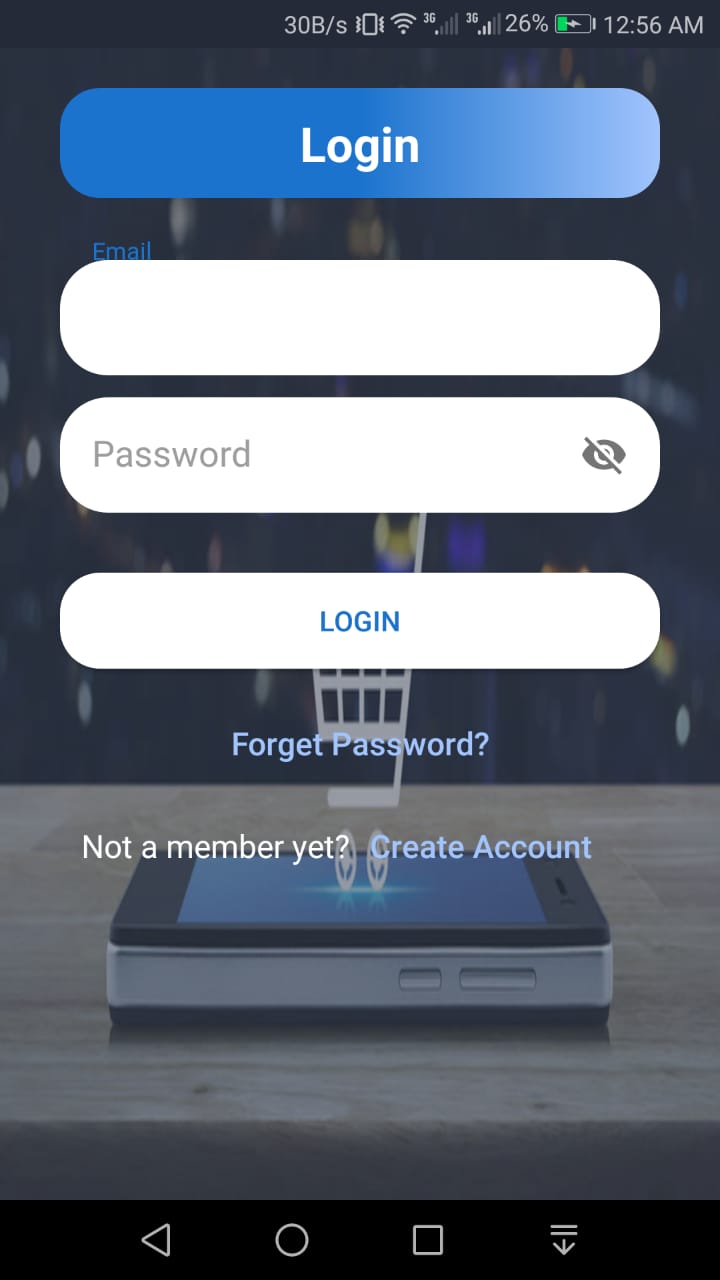 30B/s 3G 3G 26% 12:56 AM
Login
Email
Password
LOGIN
Forget Password?
Not a member yet? Create Account